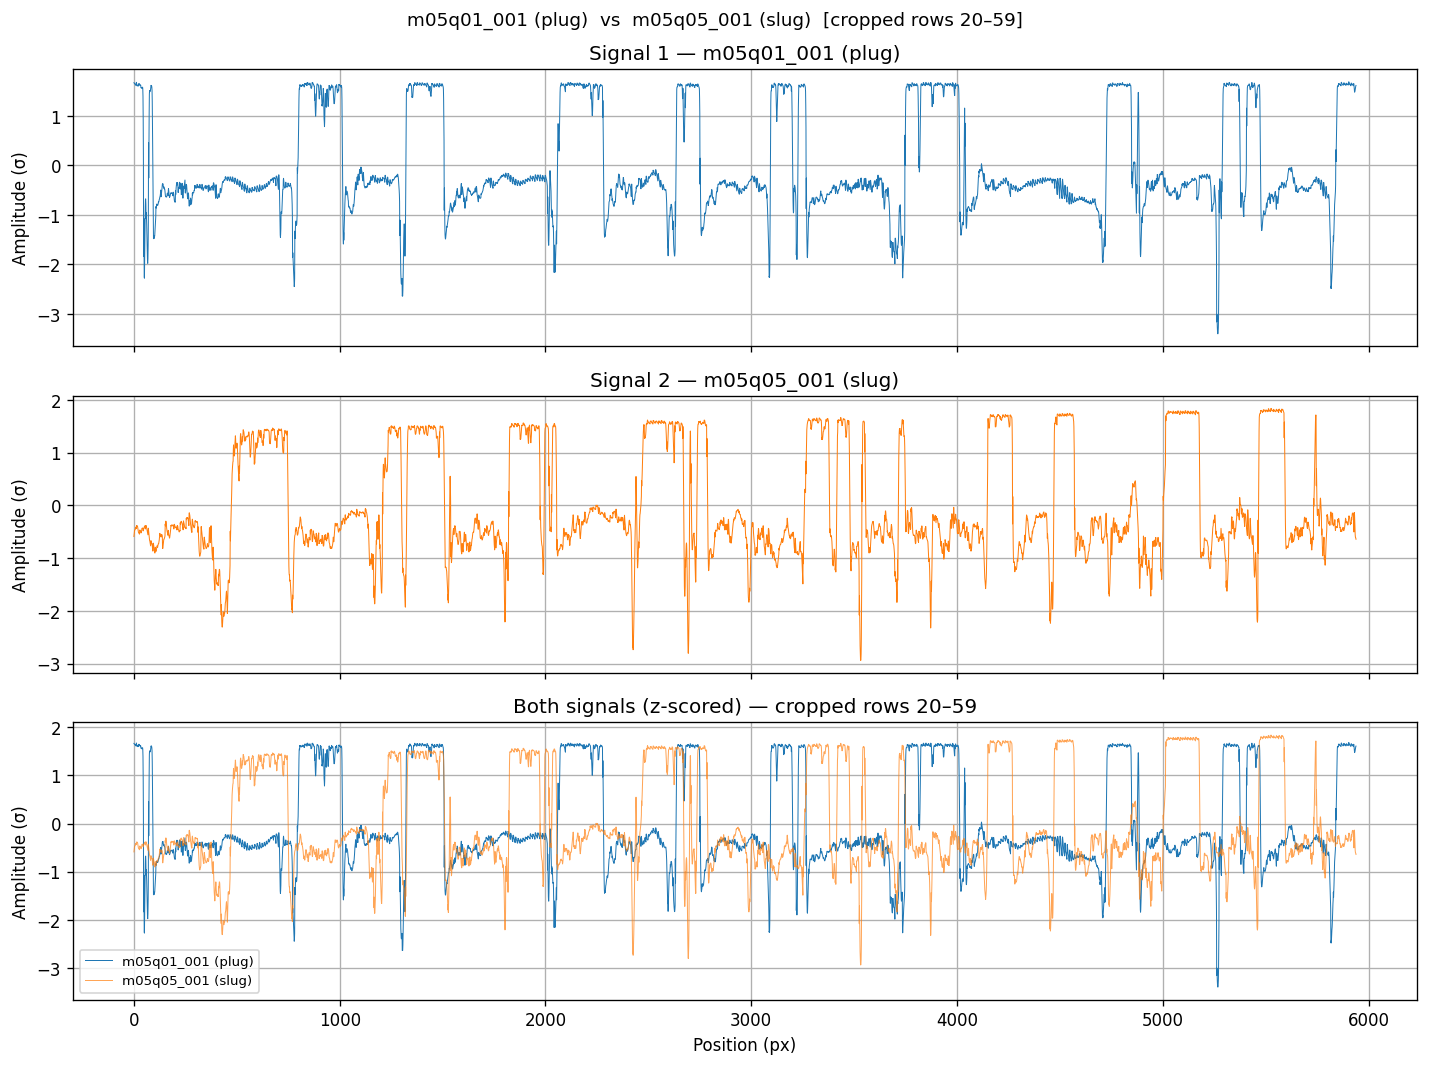 m05q01_001 (plug)  vs  m05q05_001 (slug)  [cropped rows 20–59]
Signal 1 — m05q01_001 (plug)
Amplitude (σ)
1
0
−1
−2
−3
Signal 2 — m05q05_001 (slug)
Amplitude (σ)
2
1
0
−1
−2
−3
Both signals (z-scored) — cropped rows 20–59
Amplitude (σ)
2
1
0
−1
−2
−3
m05q01_001 (plug)
m05q05_001 (slug)
0 1000 2000 3000 4000 5000 6000
Position (px)